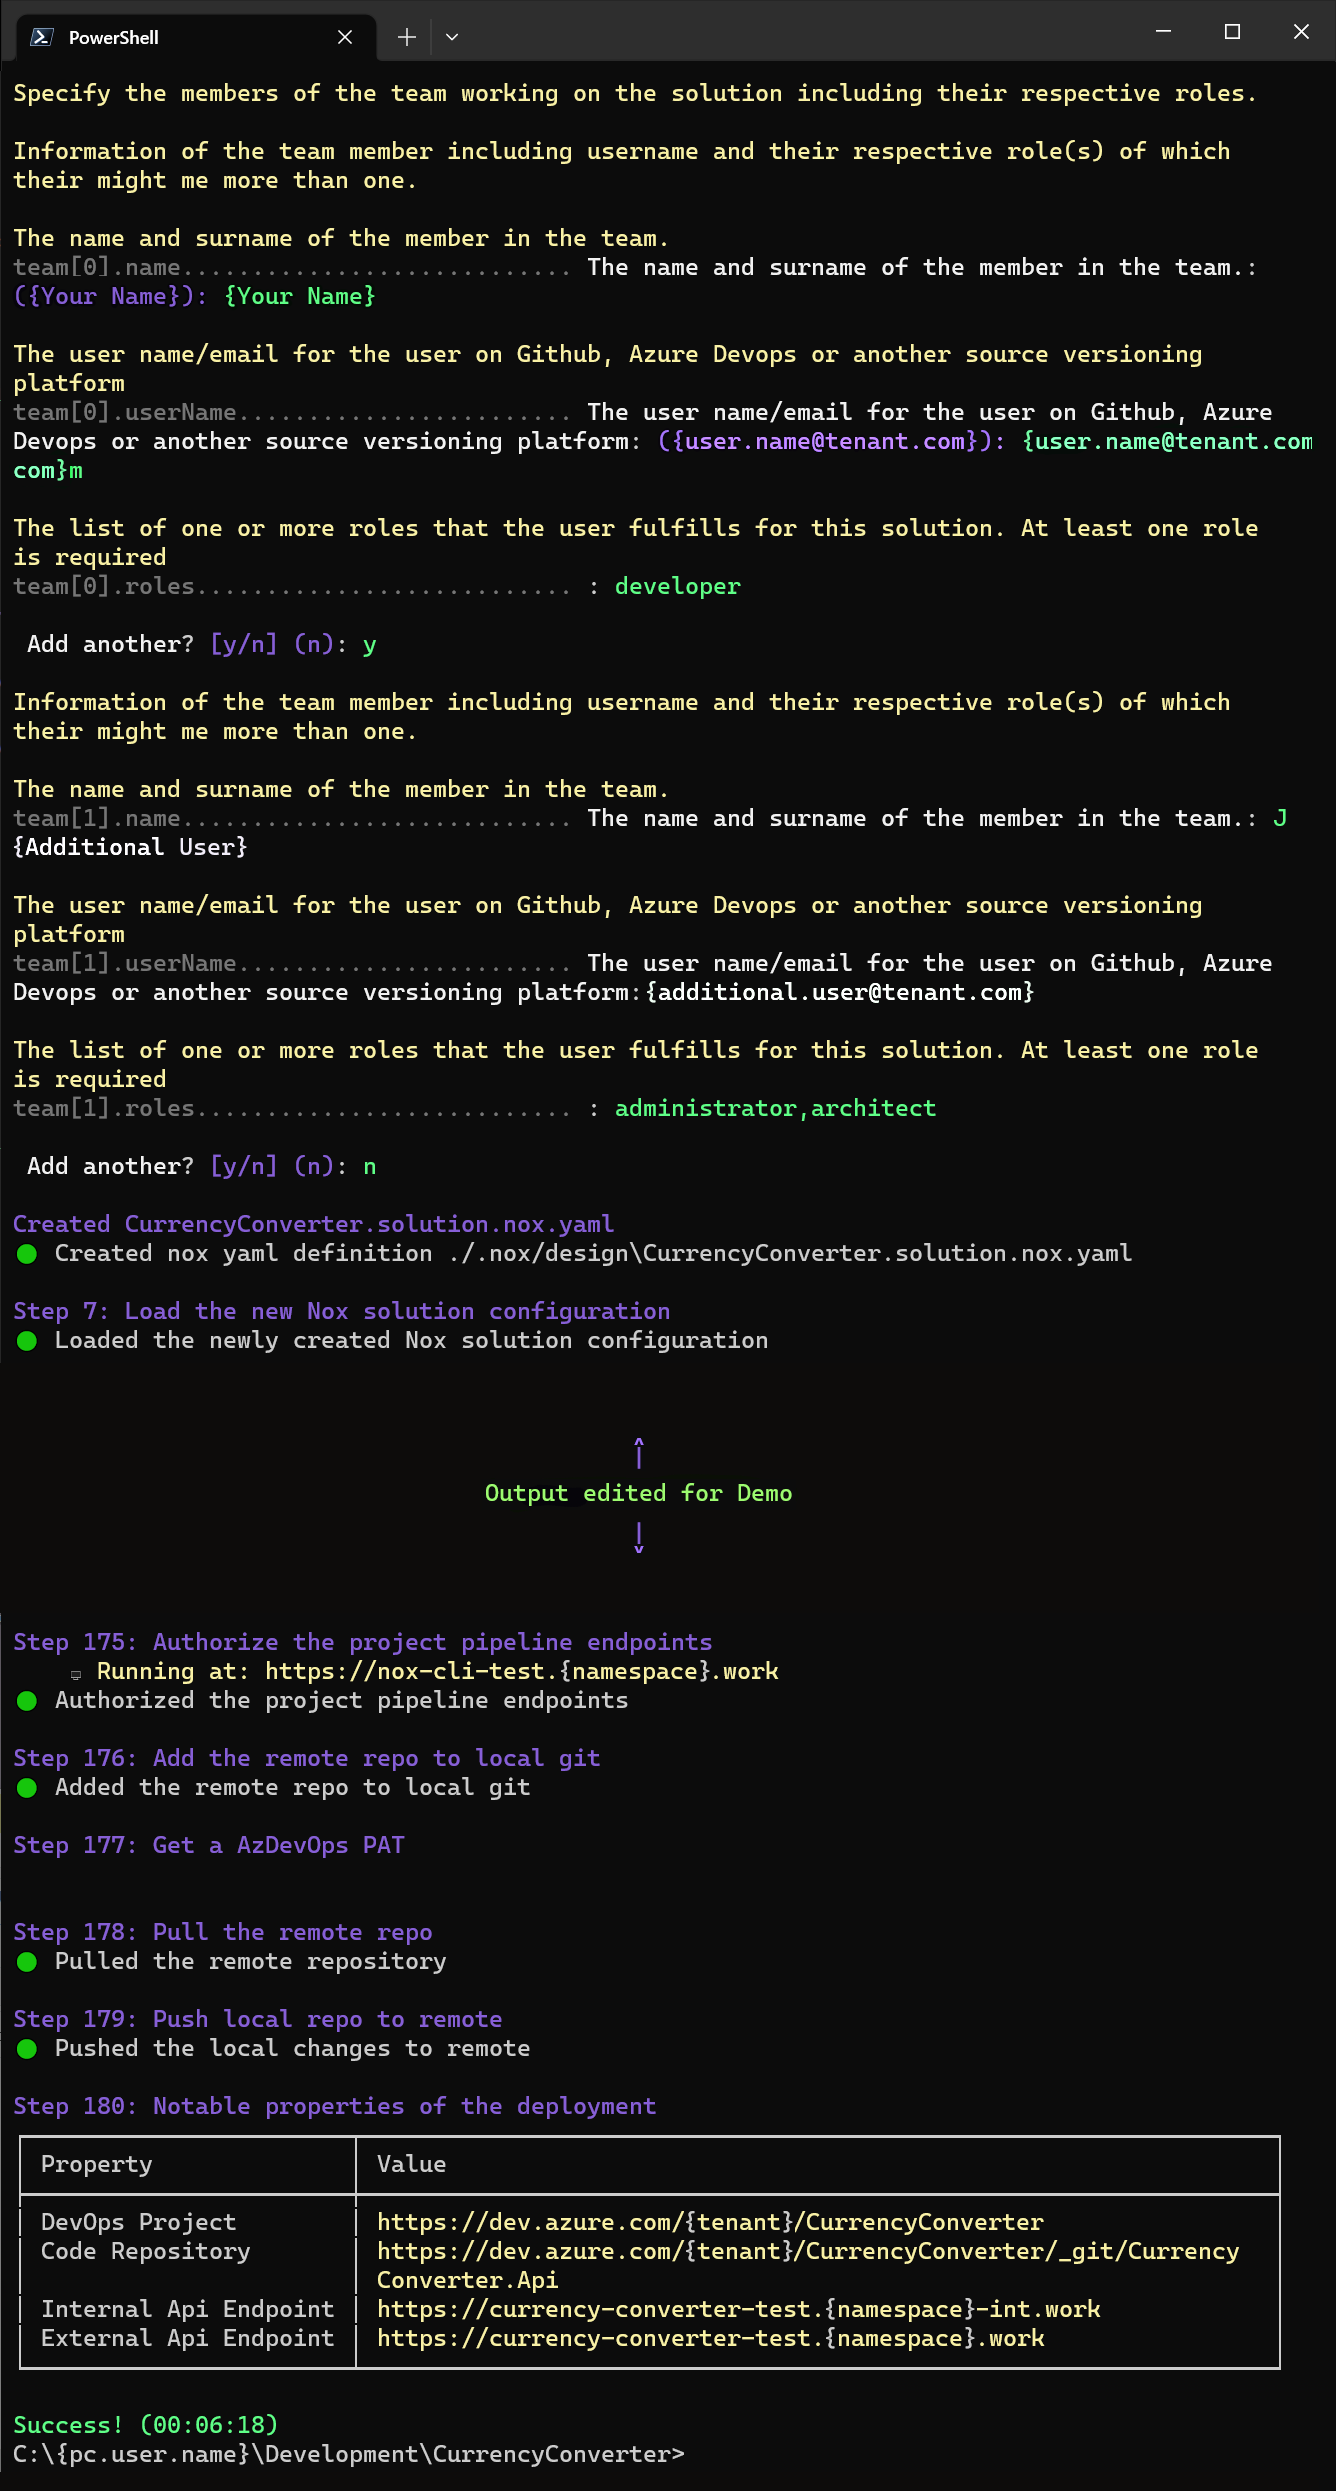 PowerShell
Specify the members of the team working on the solution including their respective roles.
Information of the team member including username and their respective role(s) of which
their might me more than one.
The name and surname of the member in the team.
team[0].name............................ The name and surname of the member in the team.:
({Your Name}): {Your Name}
The user name/email for the user on Github, Azure Devops or another source versioning
platform
team[0].userName........................ The user name/email for the user on Github, Azure
Devops or another source versioning platform: ({user.name@tenant.com}): {user.name@tenant.com
com}m
The list of one or more roles that the user fulfills for this solution. At least one role
is required
team[0].roles........................... : developer
Add another? [y/n] (n): y
Information of the team member including username and their respective role(s) of which
their might me more than one.
The name and surname of the member in the team.
team[1].name............................ The name and surname of the member in the team.: J
{Additional User}
The user name/email for the user on Github, Azure Devops or another source versioning
platform
team[1].userName........................ The user name/email for the user on Github, Azure
Devops or another source versioning platform:{additional.user@tenant.com}
The list of one or more roles that the user fulfills for this solution. At least one role
is required
team[1].roles........................... : administrator,architect
Add another? [y/n] (n): n
Created CurrencyConverter.solution.nox.yaml
Created nox yaml definition ./.nox/design\CurrencyConverter.solution.nox.yaml
Step 7: Load the new Nox solution configuration
Loaded the newly created Nox solution configuration
^
|
Output edited for Demo
|
v
Step 175: Authorize the project pipeline endpoints
Running at: https://nox-cli-test.{namespace}.work
Authorized the project pipeline endpoints
Step 176: Add the remote repo to local git
Added the remote repo to local git
Step 177: Get a AzDevOps PAT
Step 178: Pull the remote repo
Pulled the remote repository
Step 179: Push local repo to remote
Pushed the local changes to remote
Step 180: Notable properties of the deployment
Property Value
DevOps Project https://dev.azure.com/{tenant}/CurrencyConverter
Code Repository https://dev.azure.com/{tenant}/CurrencyConverter/_git/Currency
Converter.Api
Internal Api Endpoint https://currency-converter-test.{namespace}-int.work
External Api Endpoint https://currency-converter-test.{namespace}.work
Success! (00:06:18)
C:\{pc.user.name}\Development\CurrencyConverter>